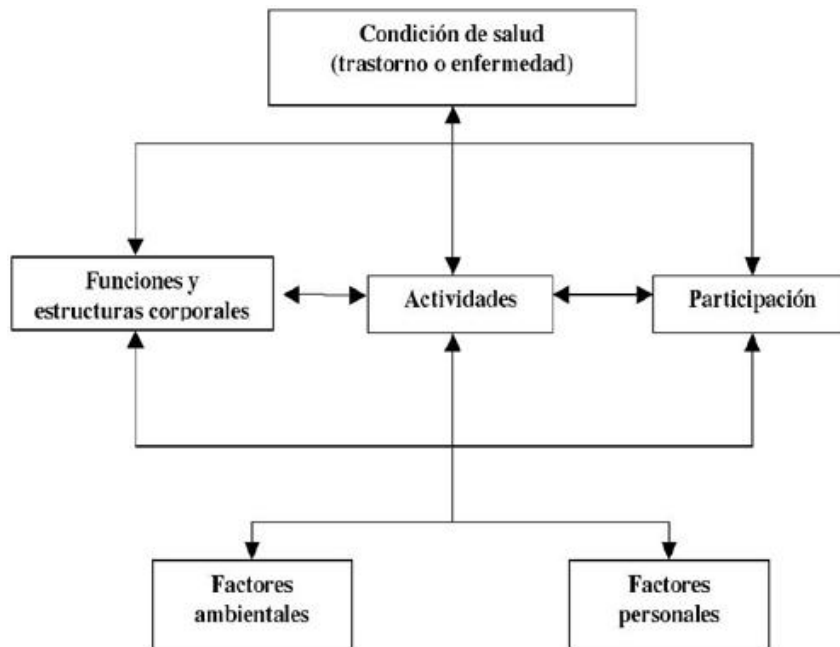 Condición de salud
(trastorno o enfermedad)
Funciones y
estructuras corporales
Actividades
Participación
Factores
ambientales
Factores
personales